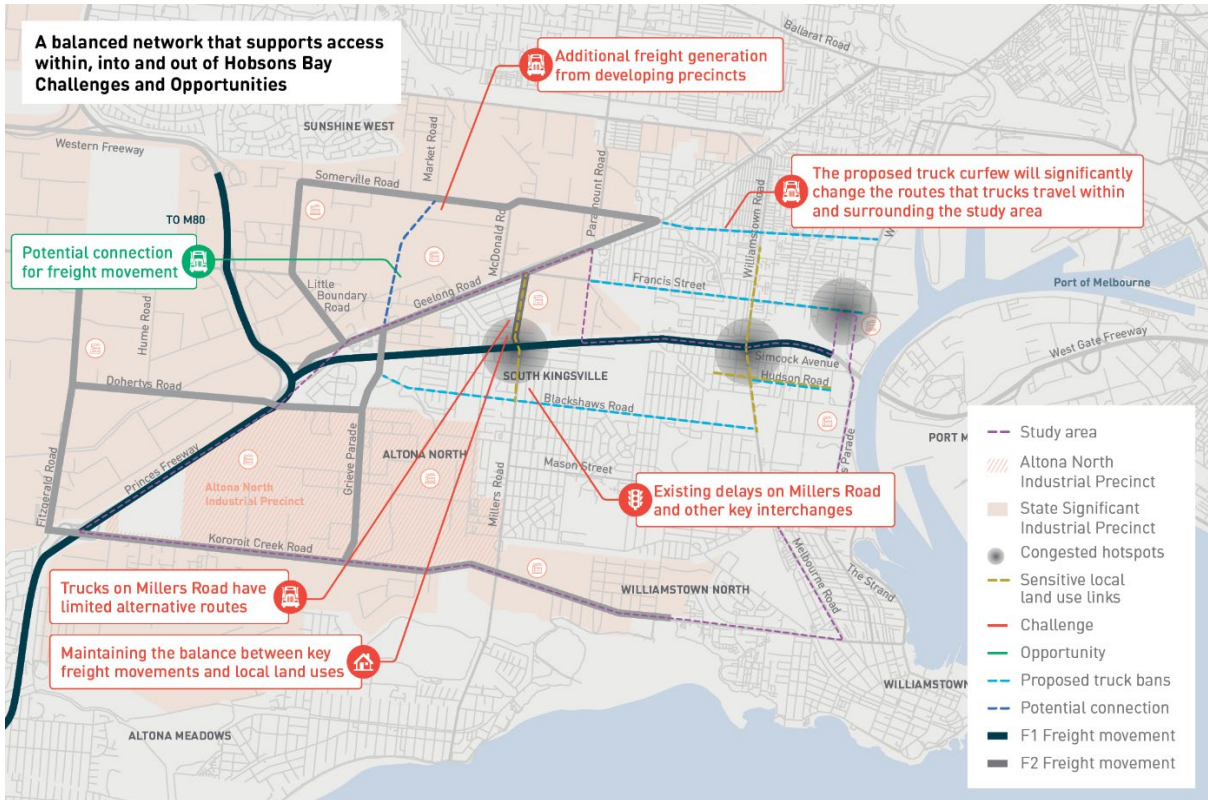 A balanced network that supports access
within, into and out of Hobsons Bay
Challenges and Opportunities
Additional freight generation
from developing precincts
Ballarat Road
SUNSHINE WEST
Western Freeway
Market Road
Somerville Road
Paramount Road
Williamstown Road
The proposed truck curfew will significantly
change the routes that trucks travel within
and surrounding the study area
TO M80
McDonald Rd
Potential connection
for freight movement
Little
Boundary
Road
Geelong Road
Francis Street
Port of Melbourne
Hume Road
West Gate Freeway
Simcock Avenue
Hudson Road
SOUTH KINGSVILLE
Dohertys Road
Blackshaws Road
Fitzgerald Road
Princes Freeway
Grieve Parade
ALTONA NORTH
Mason Street
PORT M
s Parade
Altona North
Industrial Precinct
Millers Road
Existing delays on Millers Road
and other key interchanges
Kororoit Creek Road
Melbourne Road
The Strand
Trucks on Millers Road have
limited alternative routes
WILLIAMSTOWN NORTH
Maintaining the balance between key
freight movements and local land uses
WILLIAMSTOWN
ALTONA MEADOWS
Study area
Altona North
Industrial Precinct
State Significant
Industrial Precinct
Congested hotspots
Sensitive local
land use links
Challenge
Opportunity
Proposed truck bans
Potential connection
F1 Freight movement
F2 Freight movement